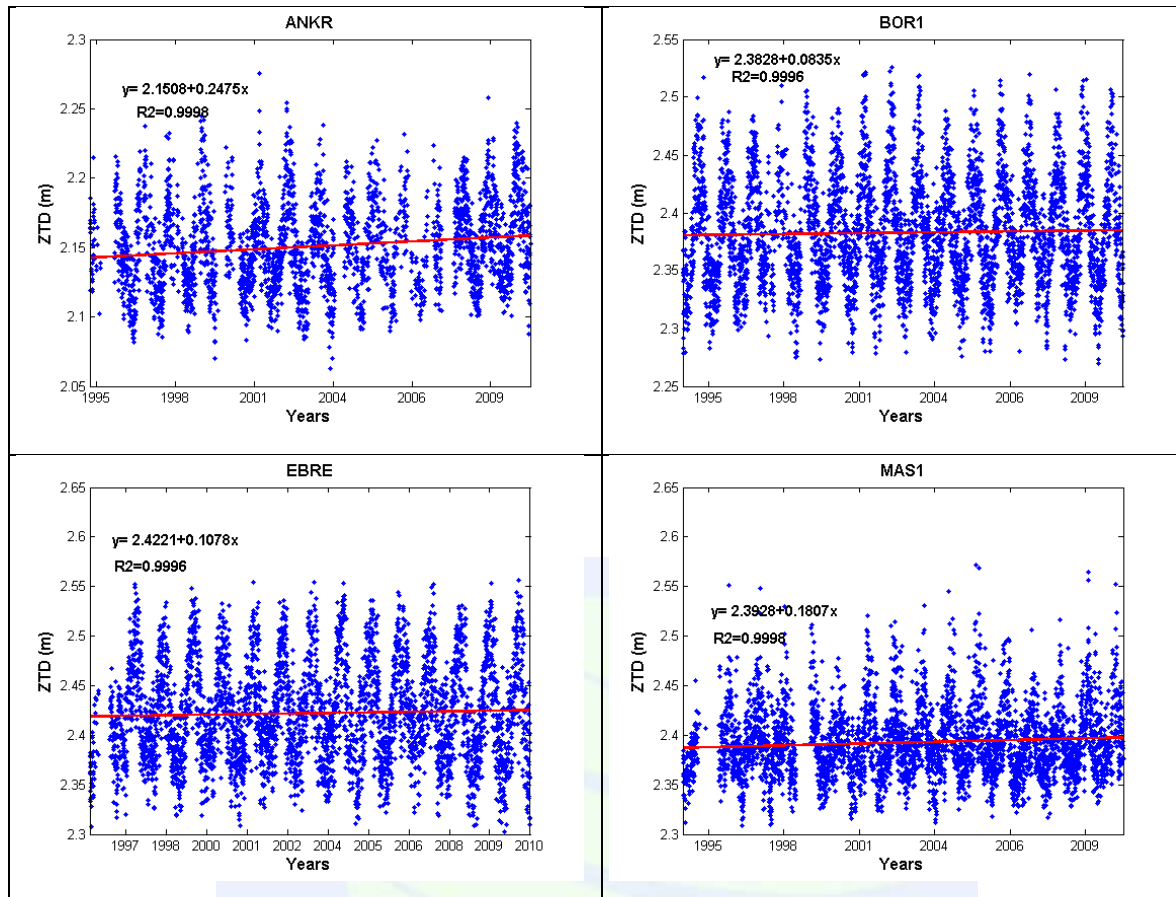 ANKR
2.3
2.25
2.2
2.15
2.1
2.05
ZTD (m)
y= 2.1508+0.2475x
R2=0.9998
1995 1998 2001 2004 2006 2009
Years
BOR1
2.55
2.5
2.45
2.4
2.35
2.3
2.25
ZTD (m)
y= 2.3828+0.0835x
R2=0.9996
1995 1998 2001 2004 2006 2009
Years
EBRE
2.65
2.6
2.55
2.5
2.45
2.4
2.35
2.3
ZTD (m)
y= 2.4221+0.1078x
R2=0.9996
1997 1998 2000 2001 2002 2004 2005 2006 2008 2009 2010
Years
MAS1
2.65
2.6
2.55
2.5
2.45
2.4
2.35
2.3
ZTD (m)
y= 2.3928+0.1807x
R2=0.9998
1995 1998 2001 2004 2006 2009
Years